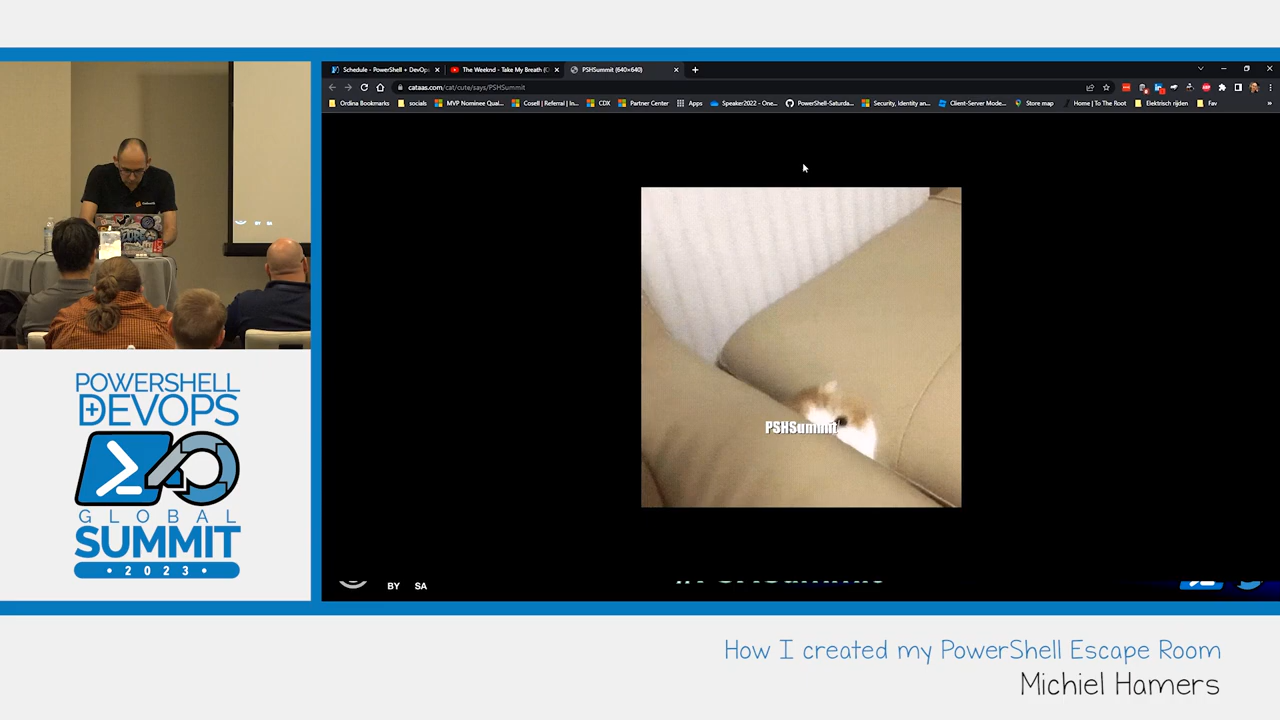 Schedule - PowerShell + DevOps
The Weeknd - Take My Breath (O
PSHSummit (640×640)
cataas.com/cat/cute/says/PSHSummit
Ordina Bookmarks
socials
MVP Nominee Qual...
Cosell | Referral | In...
CDX
Partner Center
Apps
Speaker2022 - One...
PowerShell-Saturda...
Security, Identity an...
Client-Server Mode...
Store map
Home | To The Root
Elektrisch rijden
Fav
»
PSHSummit
BY SA
POWERSHELL
+DEVOPS
GLOBAL
SUMMIT
• 2023 •
How I created my PowerShell Escape Room
Michiel Hamers